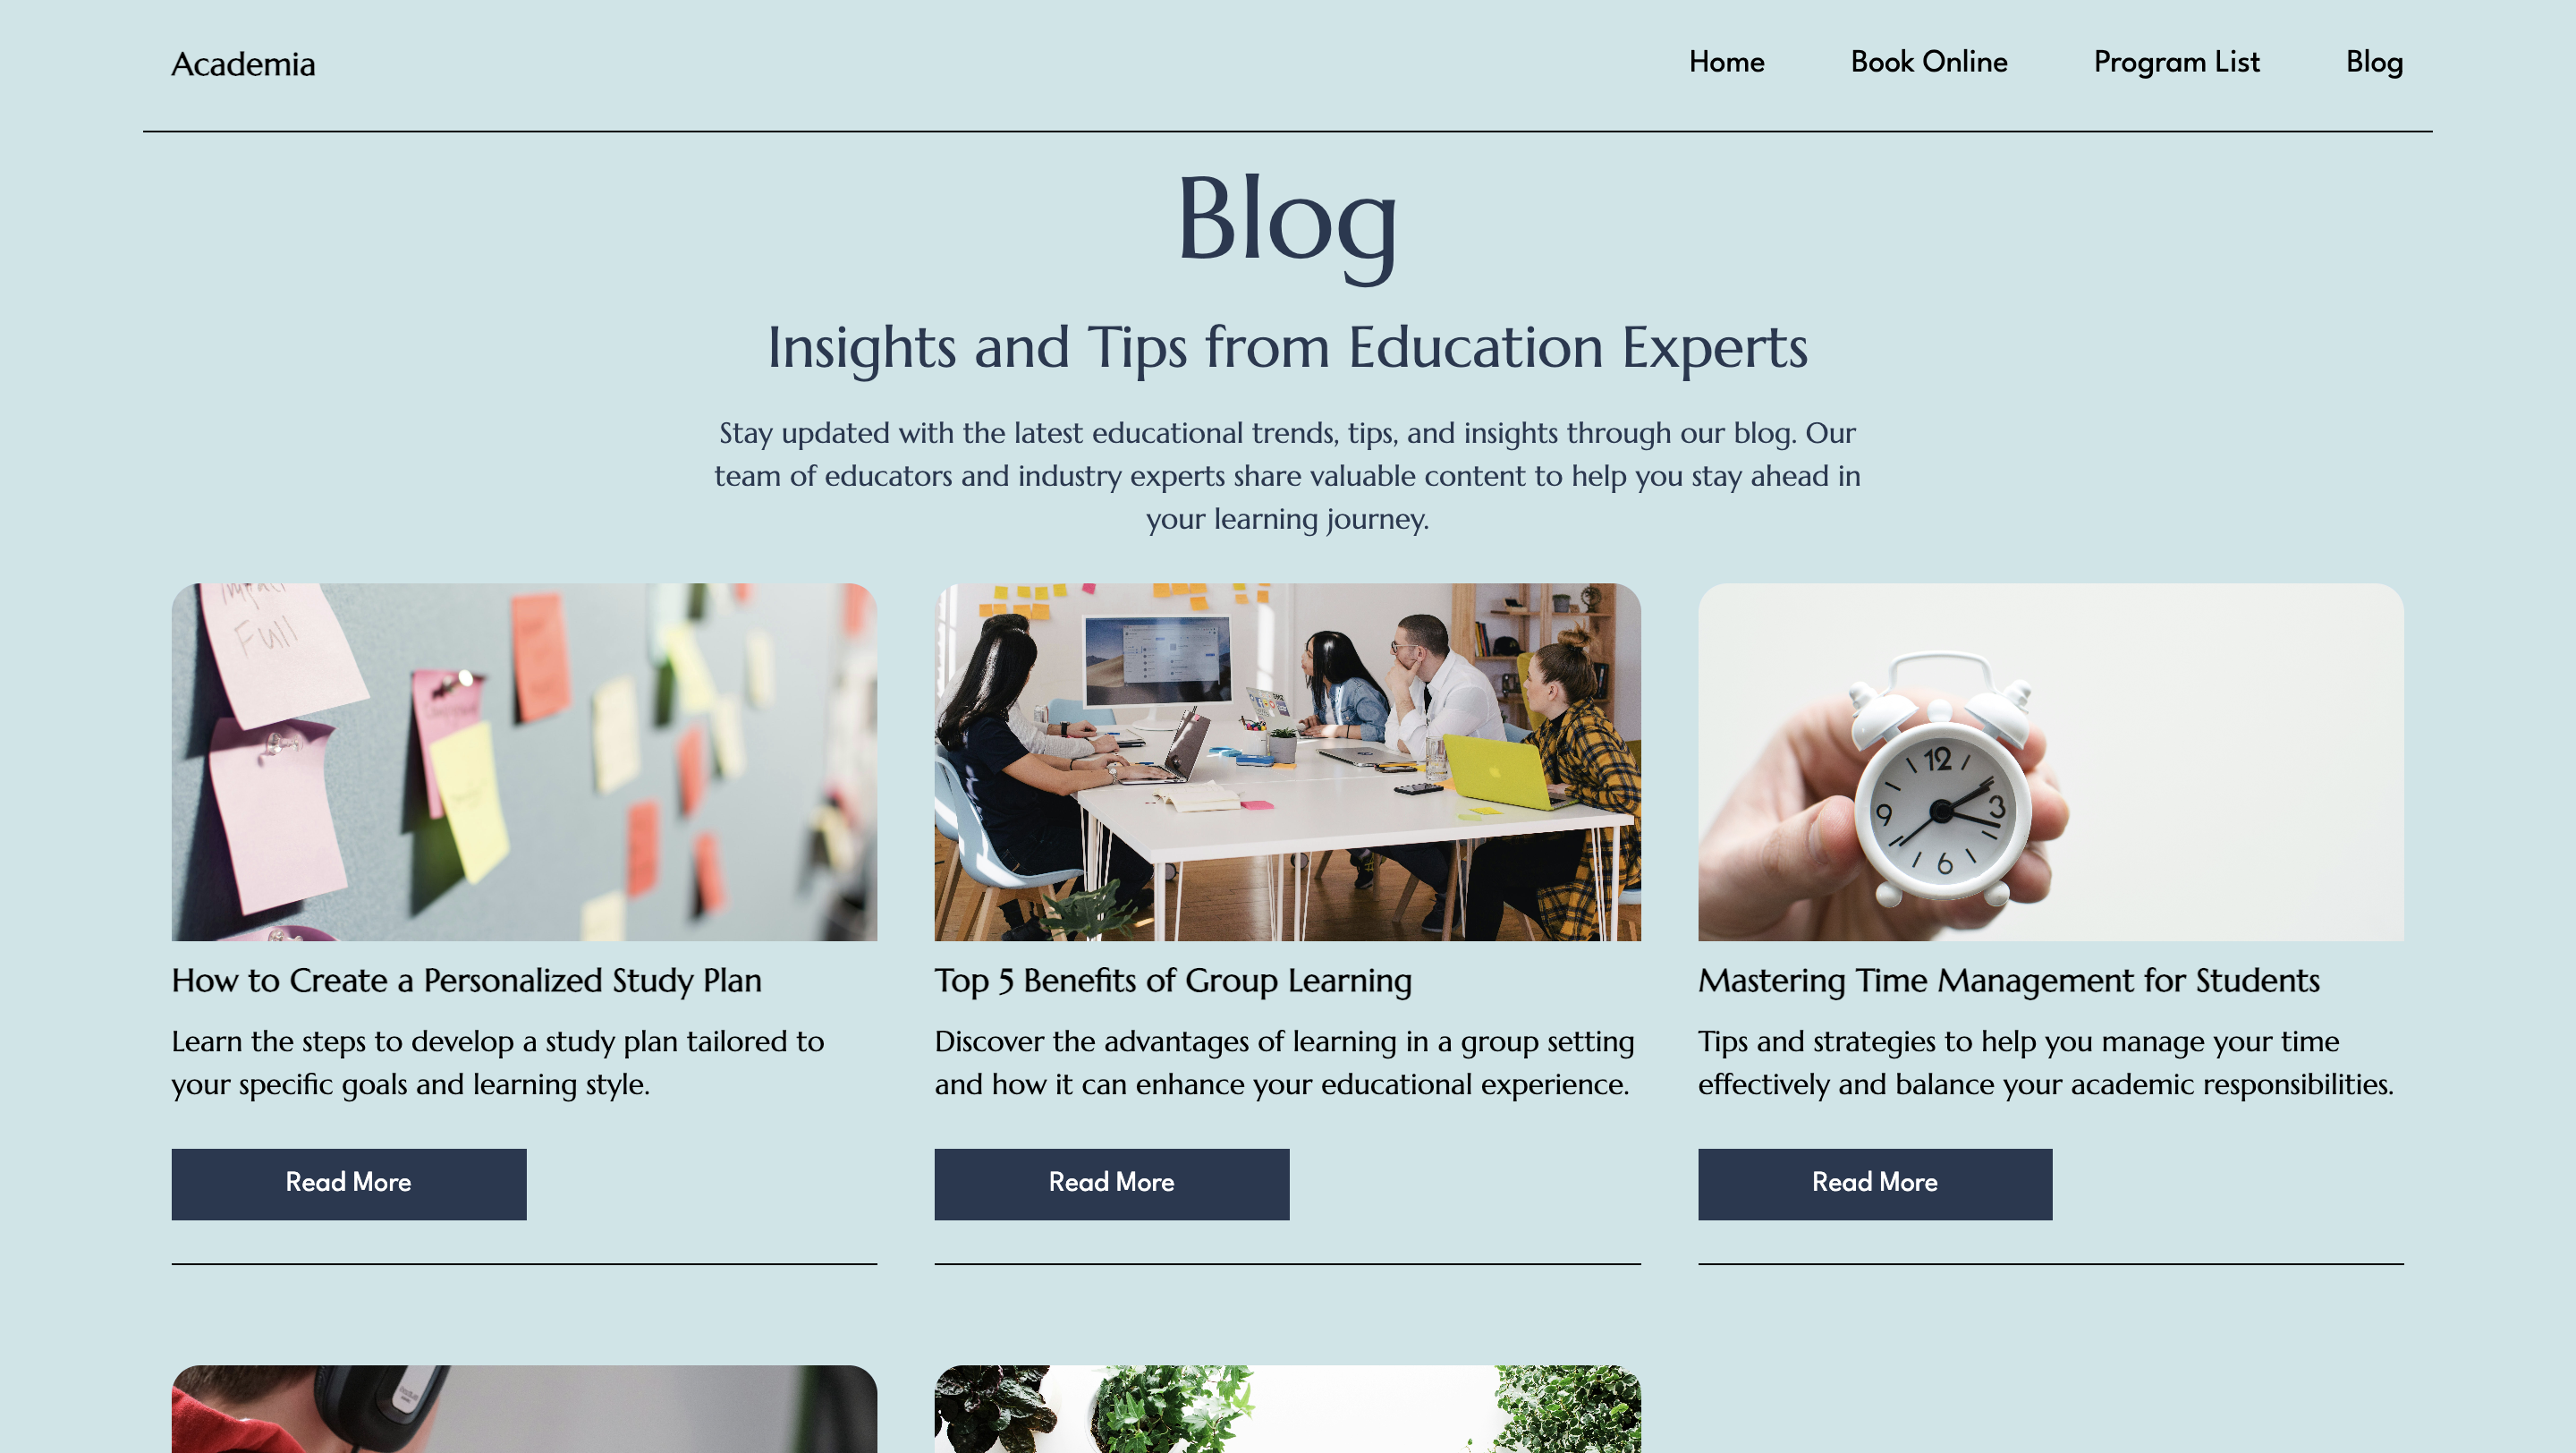 Academia
Home
Book Online
Program List
Blog
Blog
Insights and Tips from Education Experts
Stay updated with the latest educational trends, tips, and insights through our blog. Our
team of educators and industry experts share valuable content to help you stay ahead in
your learning journey.
Full
12
3
9
6
How to Create a Personalized Study Plan
Learn the steps to develop a study plan tailored to
your specific goals and learning style.
Read More
Top 5 Benefits of Group Learning
Discover the advantages of learning in a group setting
and how it can enhance your educational experience.
Read More
Mastering Time Management for Students
Tips and strategies to help you manage your time
effectively and balance your academic responsibilities.
Read More